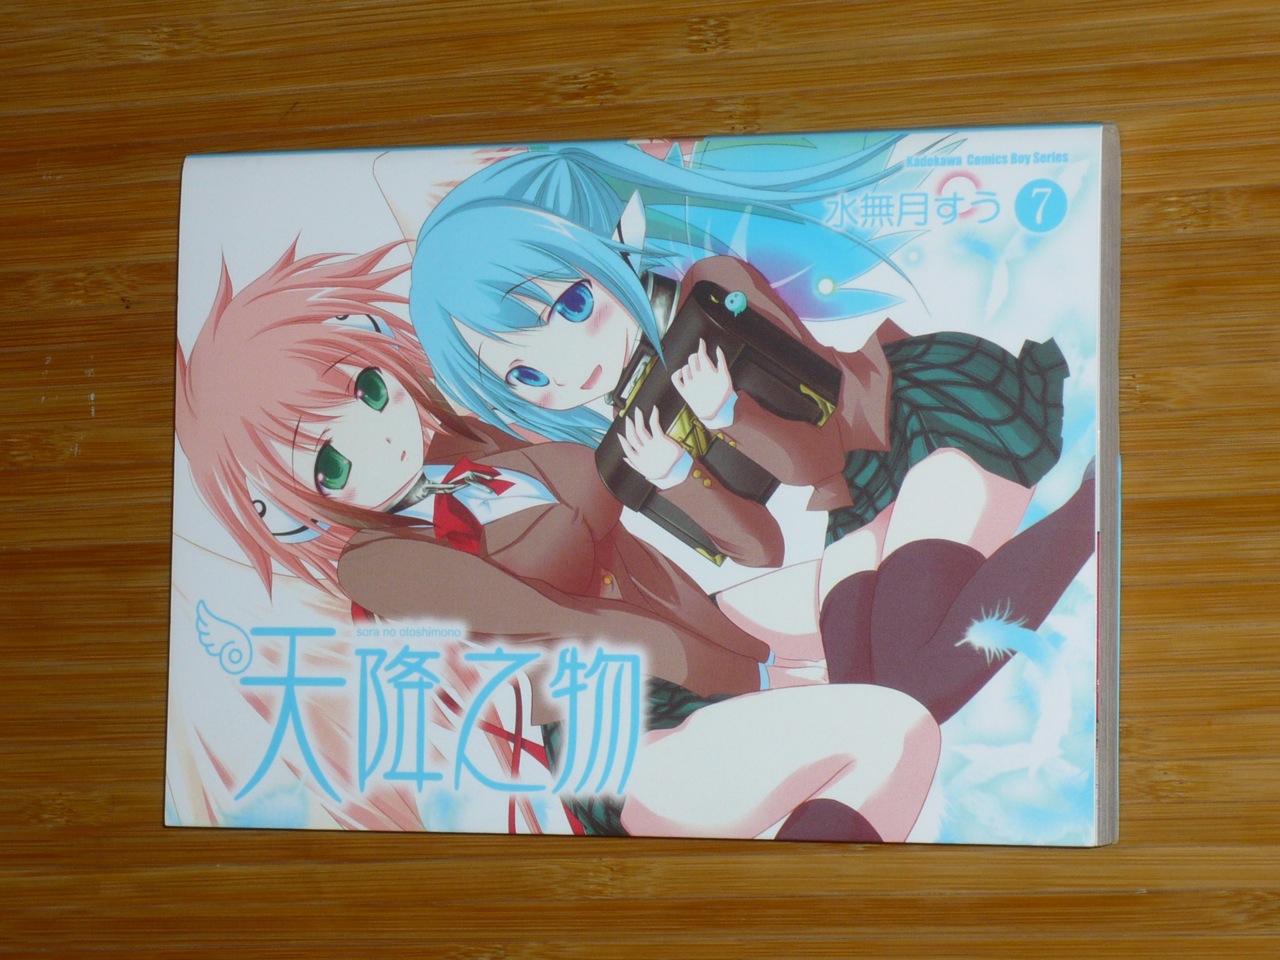 Kadokawa Comics Boy Series
水無月すう 7
sora no otoshimono
天降之物